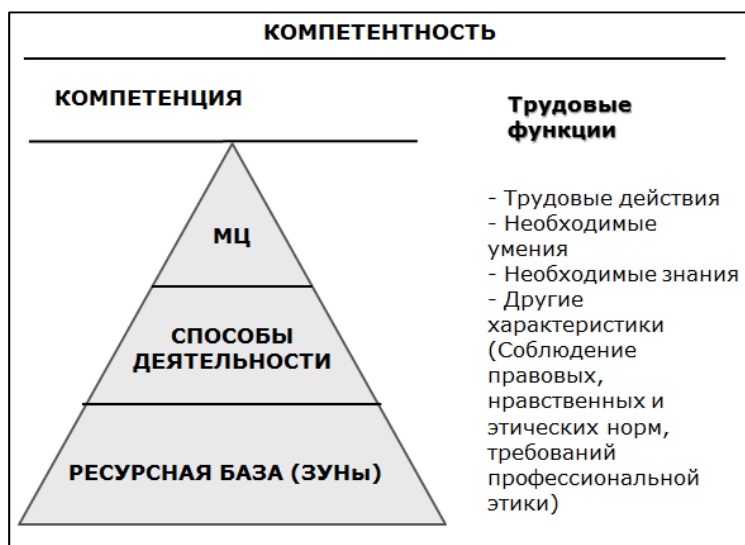 КОМПЕТЕНТНОСТЬ
КОМПЕТЕНЦИЯ
МЦ
СПОСОБЫ
ДЕЯТЕЛЬНОСТИ
РЕСУРСНАЯ БАЗА (ЗУНы)
Трудовые
функции
- Трудовые действия
- Необходимые
умения
- Необходимые знания
- Другие
характеристики
(Соблюдение
правовых,
нравственных и
этических норм,
требований
профессиональной
этики)